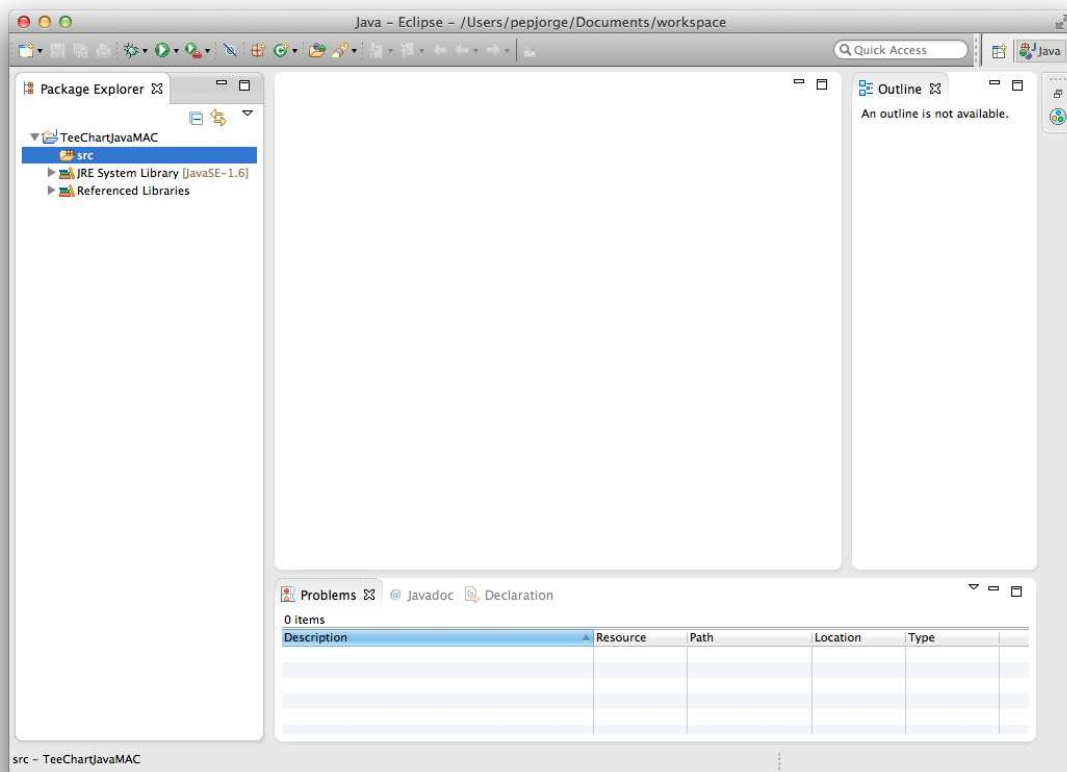 Java - Eclipse - /Users/pepjorge/Documents/workspace
Quick Access
Java
Package Explorer
Outline
An outline is not available.
TeeChartJavaMAC
src
JRE System Library [JavaSE-1.6]
Referenced Libraries
Problems
@ Javadoc
Declaration
0 items
Description Resource Path Location Type
src - TeeChartJavaMAC